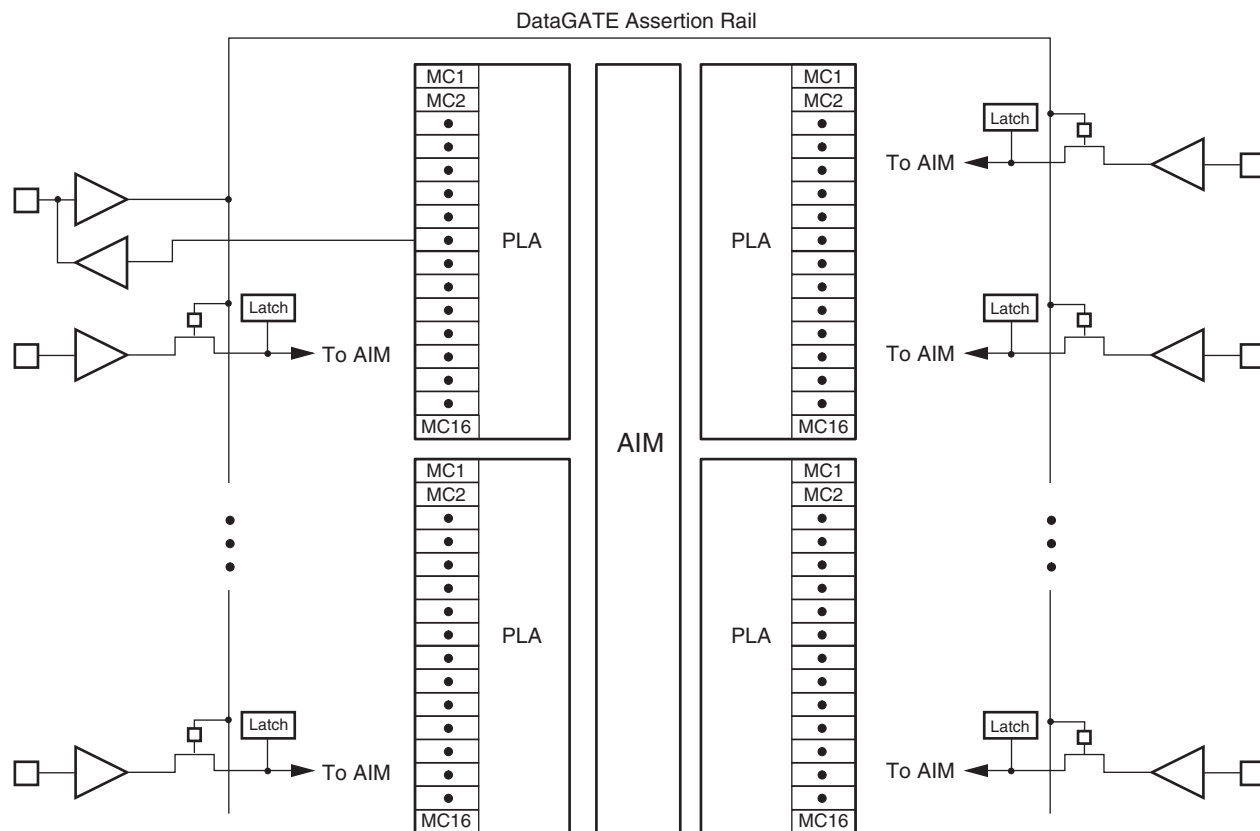 DataGATE Assertion Rail
MC1
MC2
PLA
MC16
MC1
MC2
PLA
MC16
AIM
MC1
MC2
PLA
MC16
MC1
MC2
PLA
MC16
Latch
To AIM
Latch
To AIM
Latch
To AIM
Latch
To AIM
Latch
To AIM